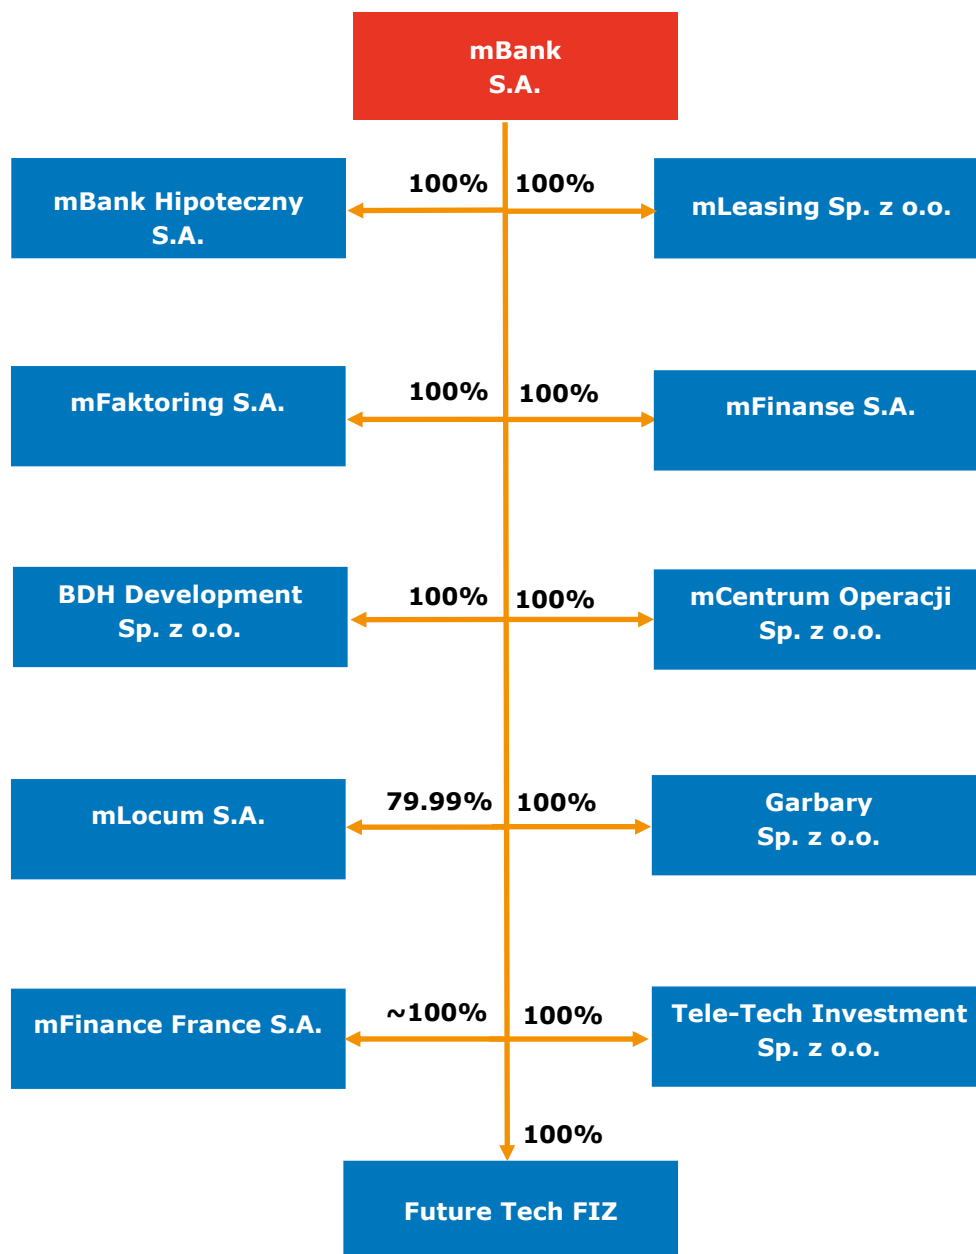 mBank
S.A.
100% 100%
mBank Hipoteczny
S.A.
mLeasing Sp. z o.o.
100% 100%
mFaktoring S.A.
mFinanse S.A.
100% 100%
BDH Development
Sp. z o.o.
mCentrum Operacji
Sp. z o.o.
79.99% 100%
mLocum S.A.
Garbary
Sp. z o.o.
~100% 100%
mFinance France S.A.
Tele-Tech Investment
Sp. z o.o.
100%
Future Tech FIZ